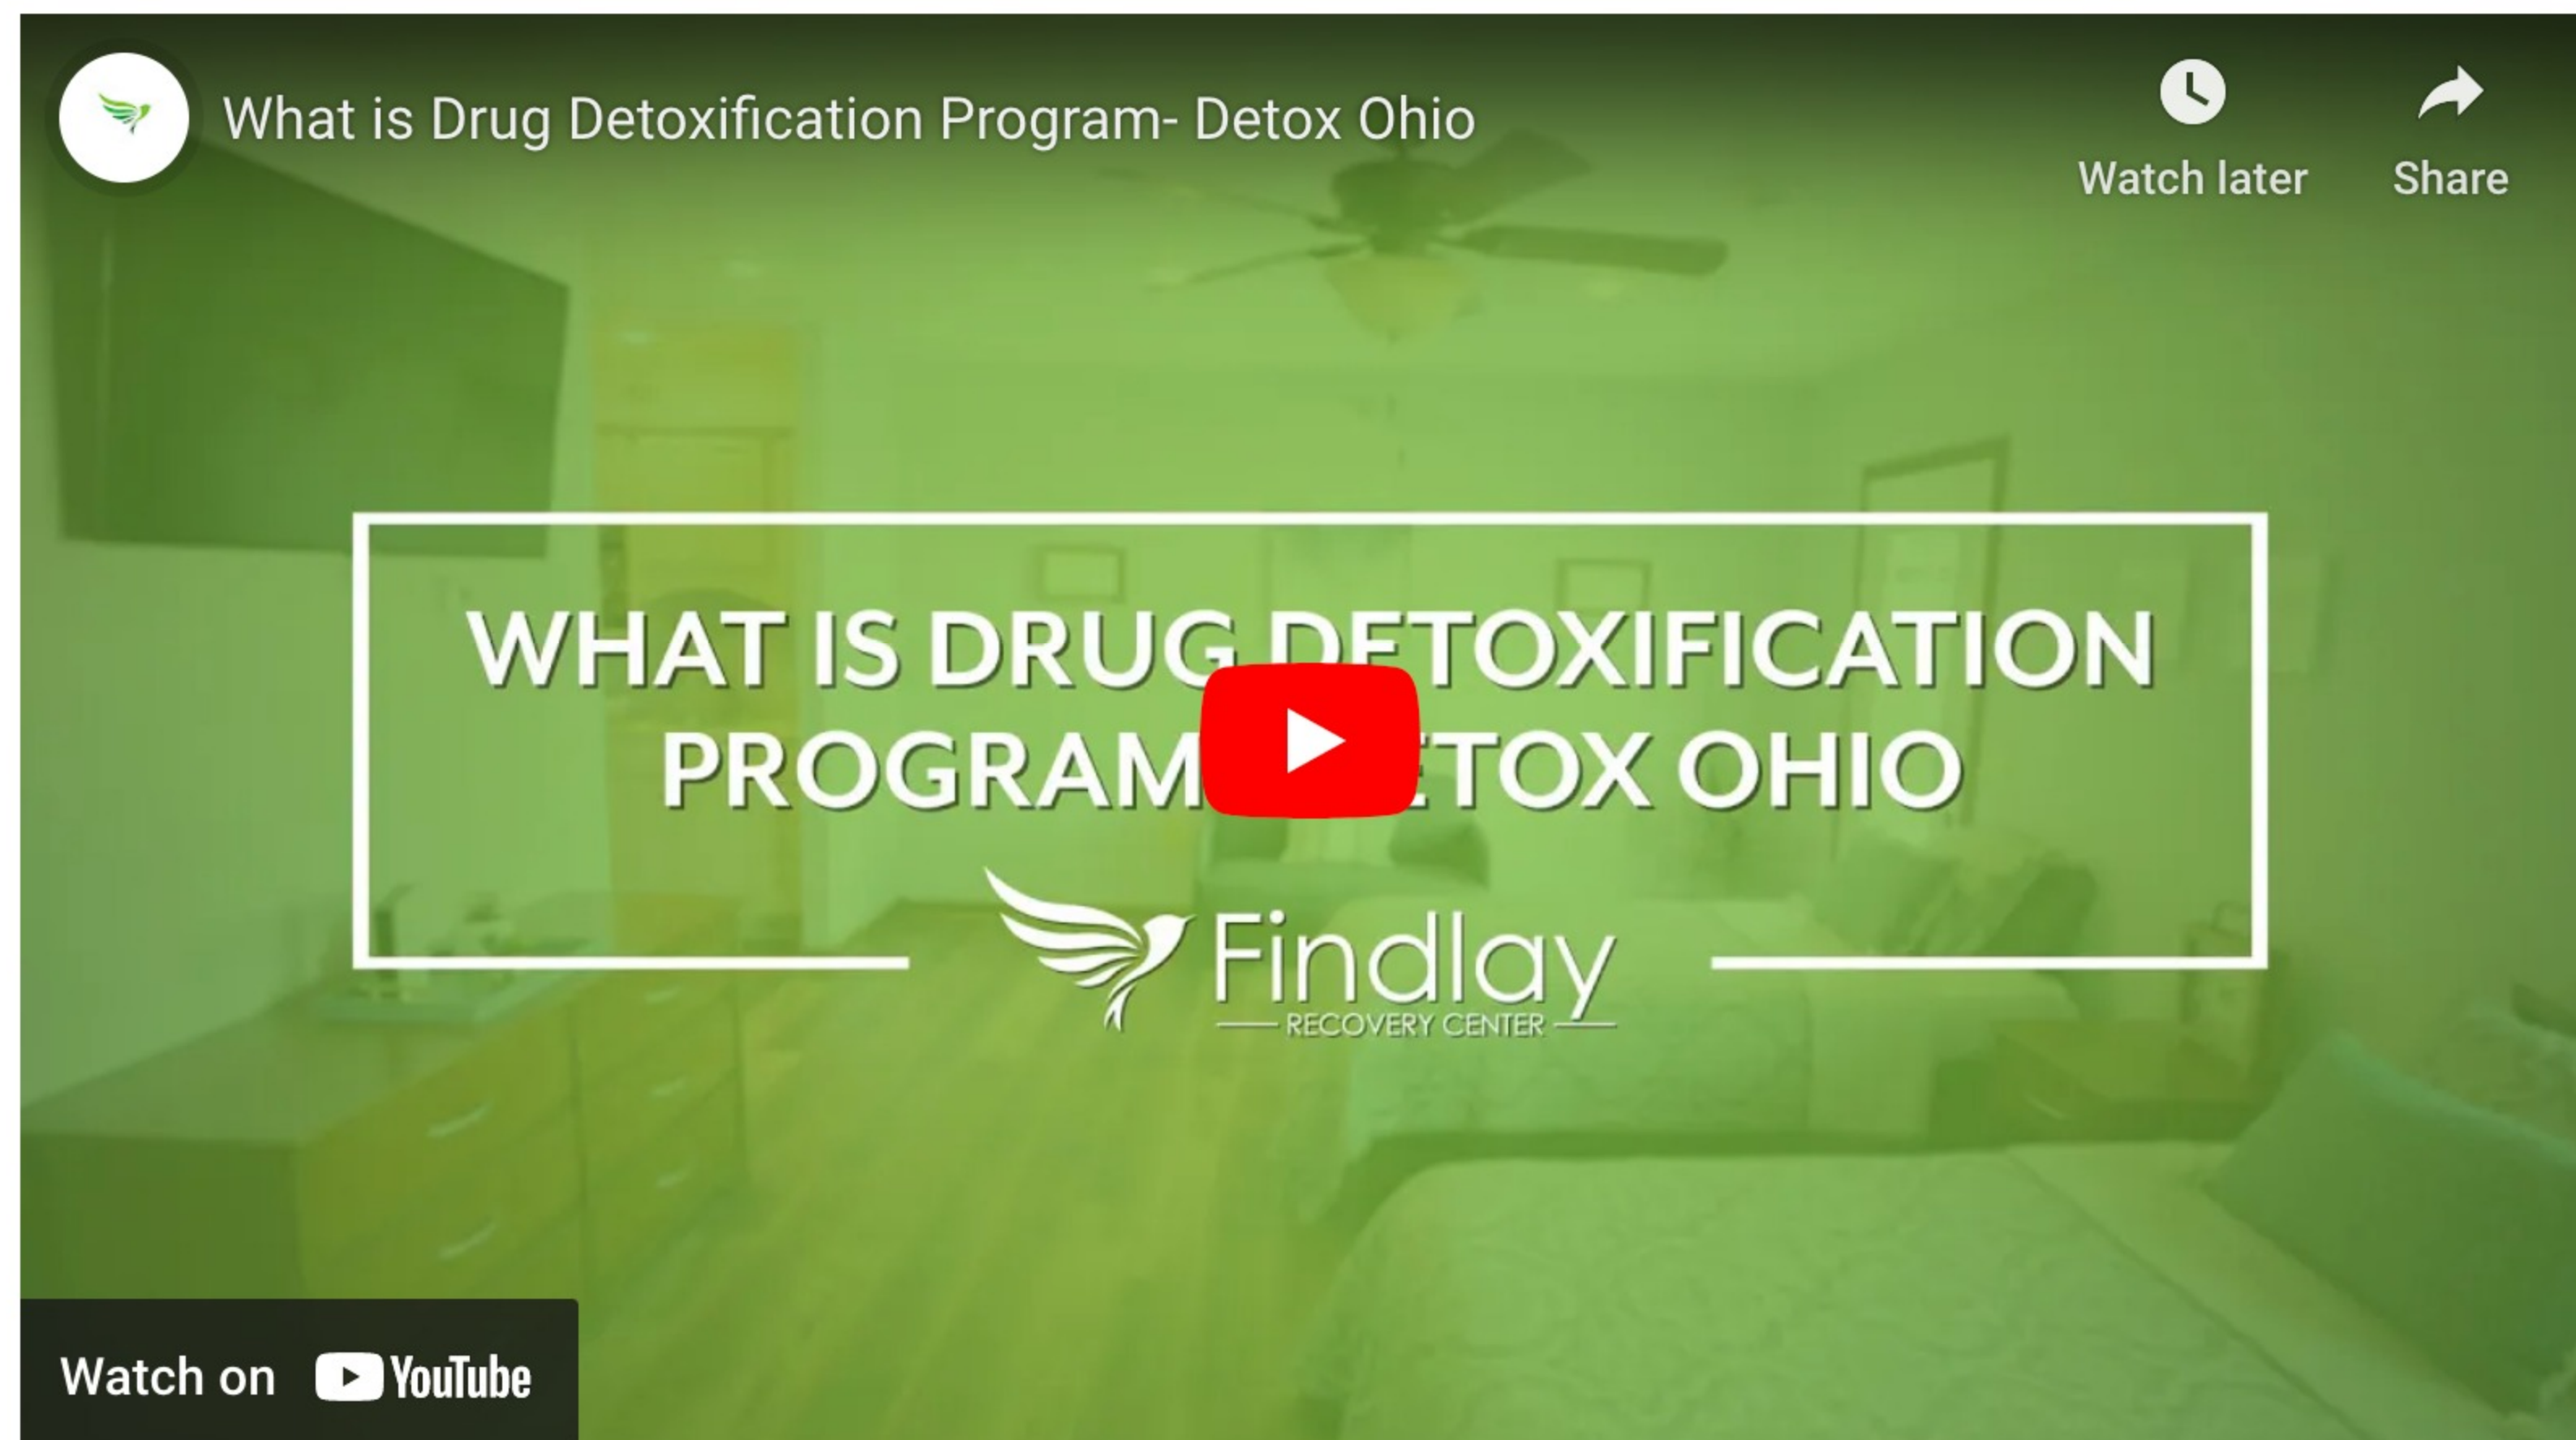 What is Drug Detoxification Program- Detox Ohio
Watch later
Share
WHAT IS DRUG DETOXIFICATION
PROGRAM ETOX OHIO
Findlay
RECOVERY CENTER
Watch on YouTube